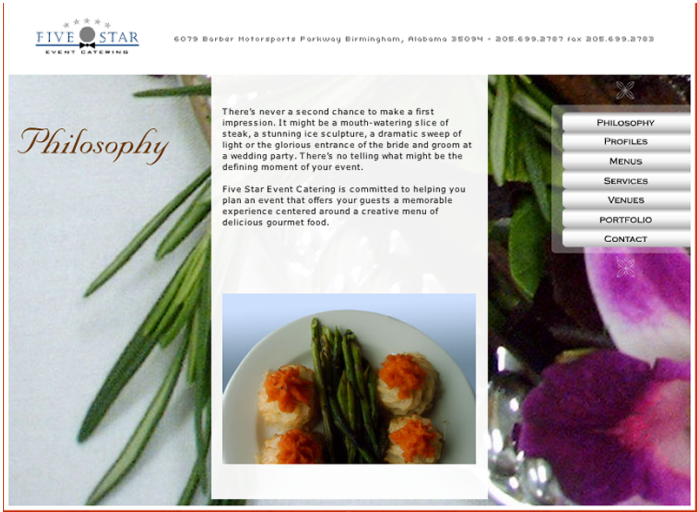 FIVE STAR
EVENT CATERING
6079 Barber Motorsports Parkway Birmingham, Alabama 35094 - 205.699.2787 fax 205.699.2783
Philosophy
There's never a second chance to make a first
impression. It might be a mouth-watering slice of
steak, a stunning ice sculpture, a dramatic sweep of
light or the glorious entrance of the bride and groom at
a wedding party. There's no telling what might be the
defining moment of your event.
Five Star Event Catering is committed to helping you
plan an event that offers your guests a memorable
experience centered around a creative menu of
delicious gourmet food.
PHILOSOPHY
PROFILES
MENUS
SERVICES
VENUES
PORTFOLIO
CONTACT